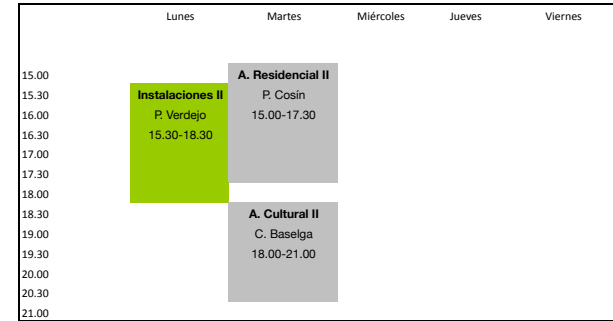 Lunes Martes Miércoles Jueves Viernes
15.00 A. Residencial II
15.30 Instalaciones II P. Cosín
16.00 P. Verdejo 15.00-17.30
16.30 15.30-18.30
17.00
17.30
18.00
18.30 A. Cultural II
19.00 C. Baselga
19.30 18.00-21.00
20.00
20.30
21.00